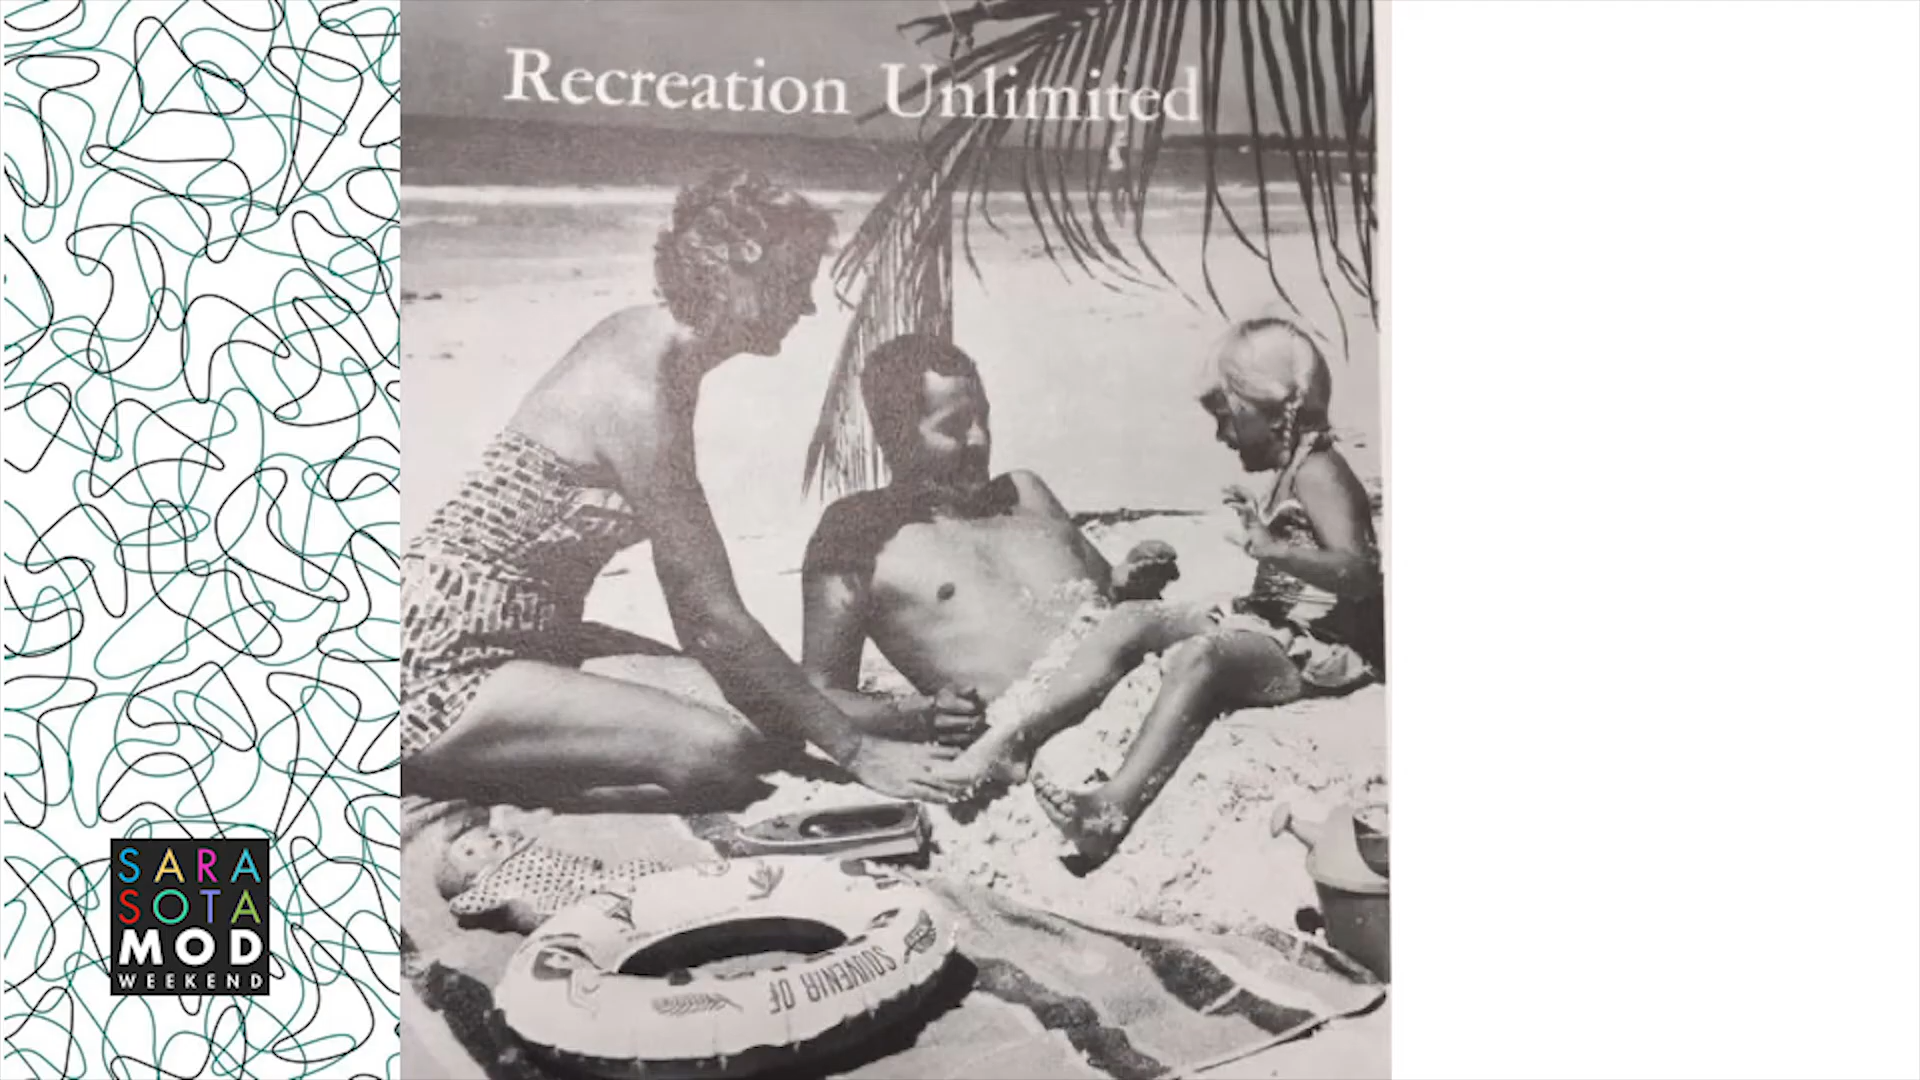 Recreation Unlimited
SOUVENIR OF
SARA
SOTA
MOD
WEEKEND